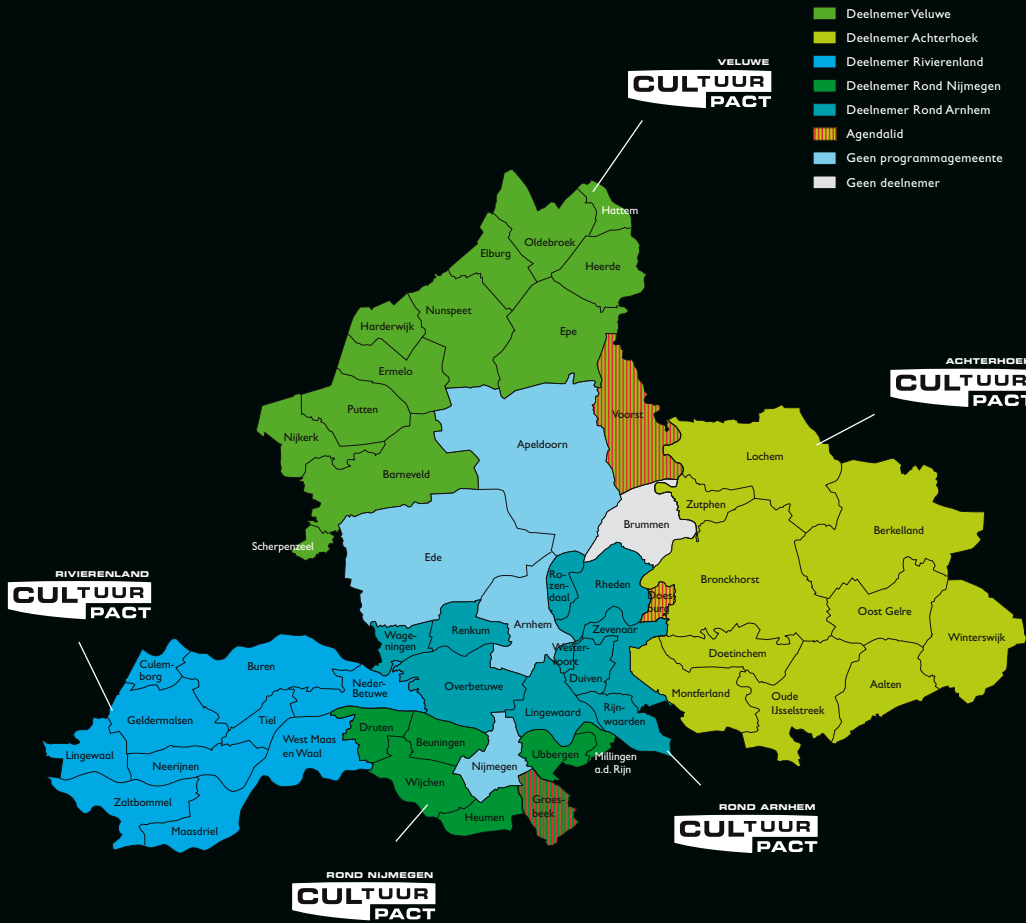 Deelnemer Veluwe
Deelnemer Achterhoek
Deelnemer Rivierenland
Deelnemer Rond Nijmegen
Deelnemer Rond Arnhem
Agendalid
Geen programmagemeente
Geen deelnemer
VELUWE
CULTUUR
PACT
Hattem
Oldebroek
Elburg
Heerde
Nunspeet
Harderwijk
Epe
Ermelo
Putten
Nijkerk
Barneveld
Scherpenzeel
Apeldoorn
Voorst
ACHTERHOEK
CULTUUR
PACT
Lochem
Zutphen
Brummen
Berkelland
Bronckhorst
Ede
Ro-
zen-
daal
Rheden
Does-
burg
Oost Gelre
Winterswijk
Arnhem
Renkum
Wage-
ningen
Zevenaar
Wester-
voort
Duiven
Doetinchem
Montferland
Oude
IJsselstreek
Aalten
RIVIERENLAND
CULTUUR
PACT
Culem-
borg
Buren
Neder-
Betuwe
Overbetuwe
Lingewaard
Rijn-
waarden
Geldermalsen
Tiel
Lingewaal
Neerijnen
West Maas
en Waal
Druten
Beuningen
Nijmegen
Ubbergen
Millingen
a.d. Rijn
Zaltbommel
Maasdriel
Wijchen
Heumen
Groes-
beek
ROND ARNHEM
CULTUUR
PACT
ROND NIJMEGEN
CULTUUR
PACT